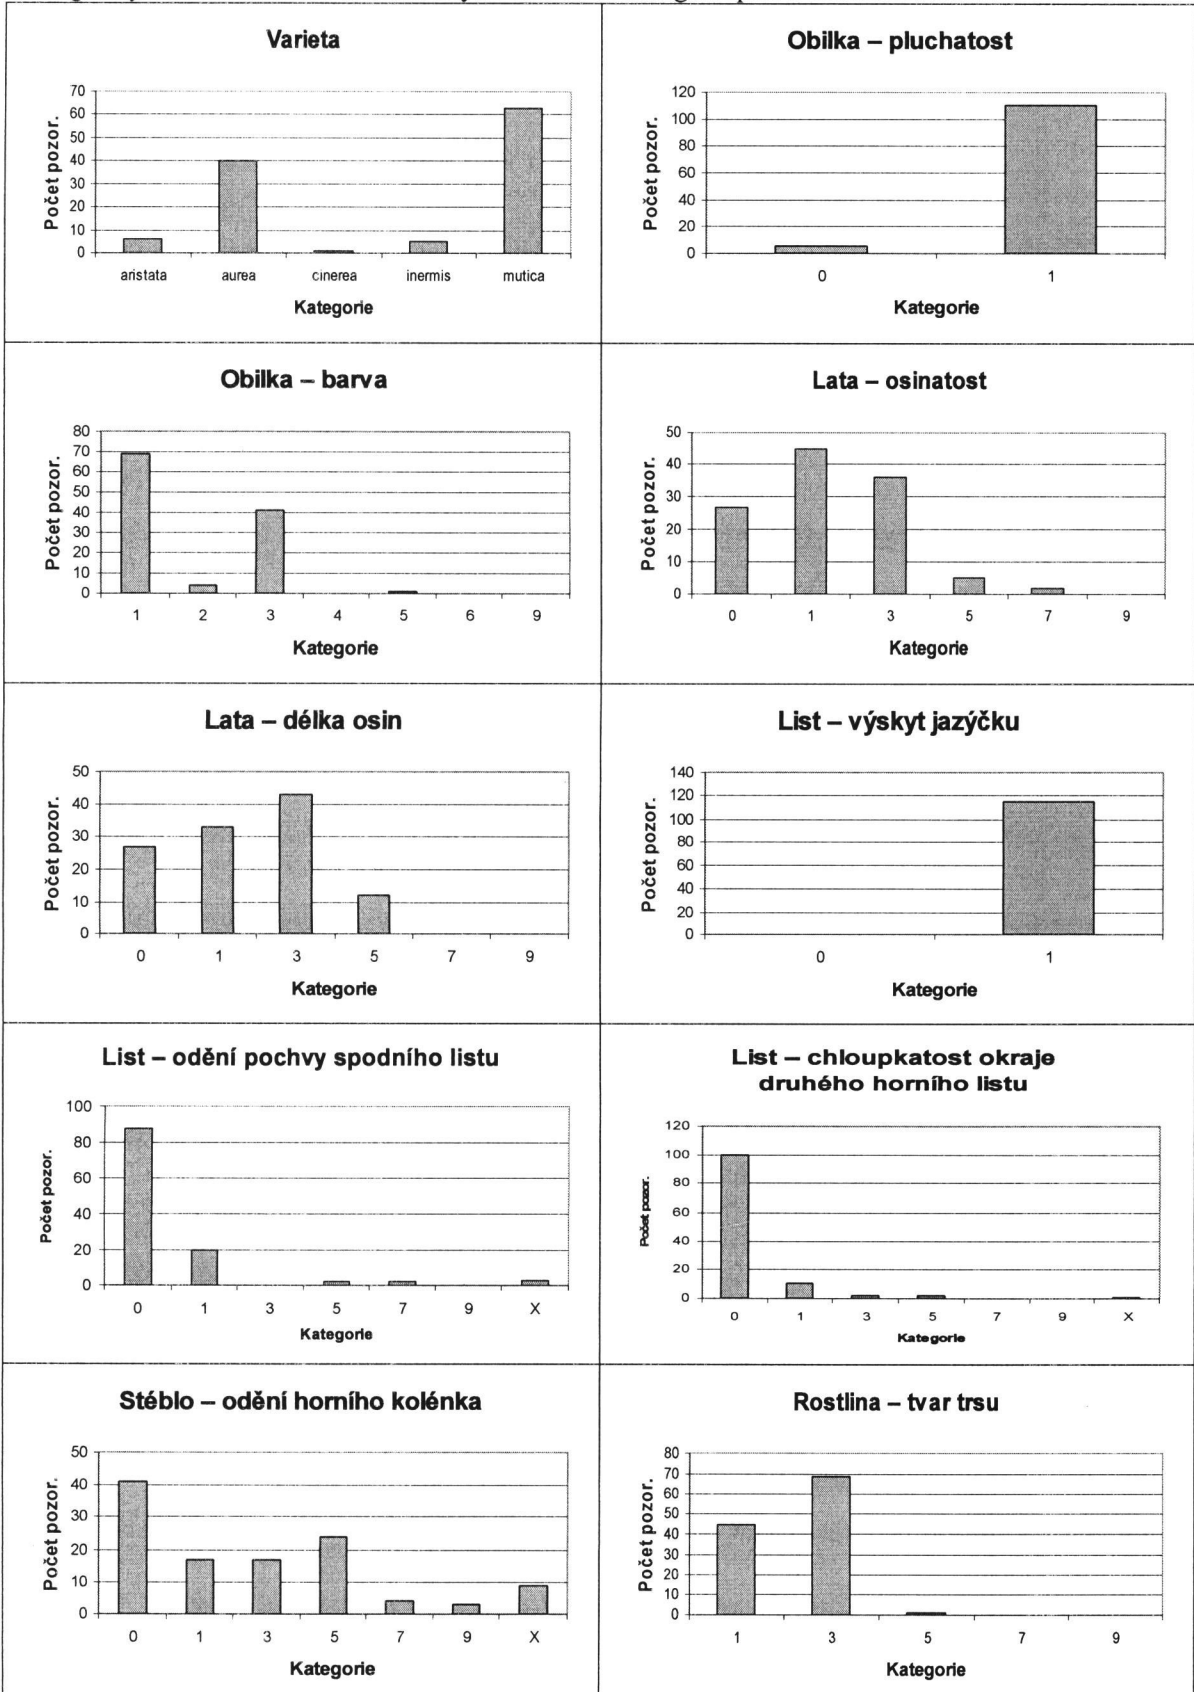 Varieta
Počet pozor.
70
60
50
40
30
20
10
0
aristata aurea cinerea inermis mutica
Kategorie
Obilka – pluchatost
Počet pozor.
120
100
80
60
40
20
0
0 1
Kategorie
Obilka – barva
Počet pozor.
80
70
60
50
40
30
20
10
0
1 2 3 4 5 6 9
Kategorie
Lata – osinatost
Počet pozor.
50
40
30
20
10
0
0 1 3 5 7 9
Kategorie
Lata – délka osin
Počet pozor.
50
40
30
20
10
0
0 1 3 5 7 9
Kategorie
List – výskyt jazýčku
Počet pozor.
140
120
100
80
60
40
20
0
0 1
Kategorie
List – odění pochvy spodního listu
Počet pozor.
100
80
60
40
20
0
0 1 3 5 7 9 X
Kategorie
List – chloupkatost okraje
druhého horního listu
Počet pozor.
120
100
80
60
40
20
0
0 1 3 5 7 9 X
Kategorie
Stéblo – odění horního kolénka
Počet pozor.
50
40
30
20
10
0
0 1 3 5 7 9 X
Kategorie
Rostlina – tvar trsu
Počet pozor.
80
70
60
50
40
30
20
10
0
1 3 5 7 9
Kategorie